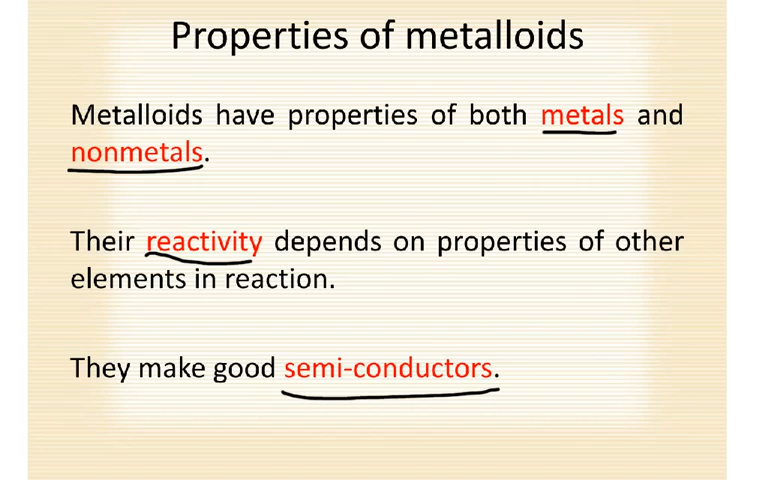 Properties of metalloids
Metalloids have properties of both metals and
nonmetals.
Their reactivity depends on properties of other
elements in reaction.
They make good semi-conductors.